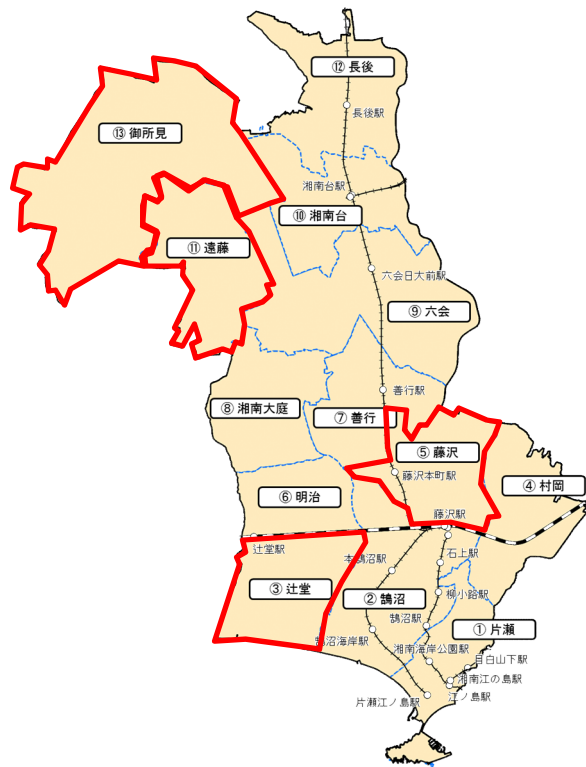 ⑫ 長後
長後駅
⑬ 御所見
湘南台駅
⑩ 湘南台
⑪ 遠藤
六会日大前駅
⑨ 六会
善行駅
⑧ 湘南大庭
⑦ 善行
⑤ 藤沢
藤沢本町駅
④ 村岡
⑥ 明治
藤沢駅
辻堂駅
本鵠沼駅
石上駅
③ 辻堂
② 鵠沼
柳小路駅
鵠沼駅
① 片瀬
鵠沼海岸駅
湘南海岸公園駅
目白山下駅
湘南江の島駅
江ノ島駅
片瀬江ノ島駅